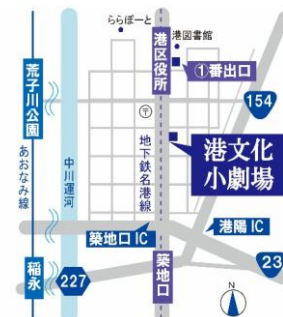 ららぽーと
港図書館
港区役所
①番出口
荒子川公園
〒
154
あおなみ線
中川運河
地下鉄名港線
港文化
小劇場
築地口IC
港陽IC
稲永
227
築地口
23
N